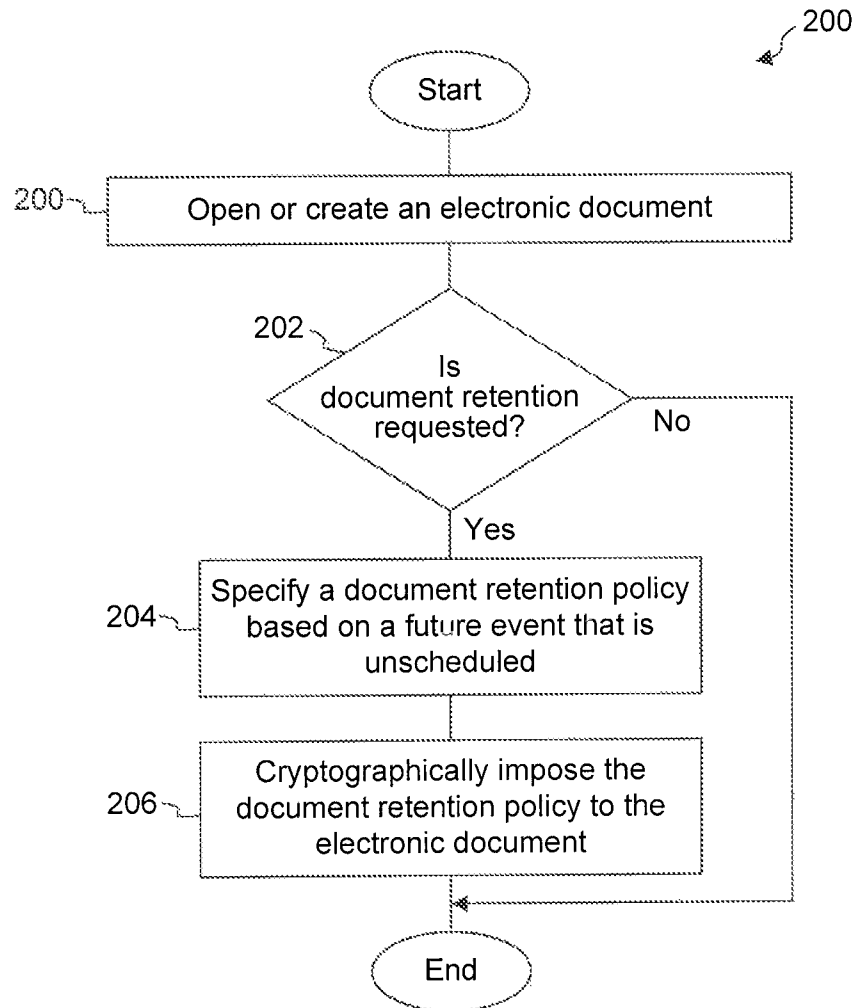 200
Start
200
Open or create an electronic document
202
Is
document retention
requested?
No
Yes
204
Specify a document retention policy
based on a future event that is
unscheduled
206
Cryptographically impose the
document retention policy to the
electronic document
End